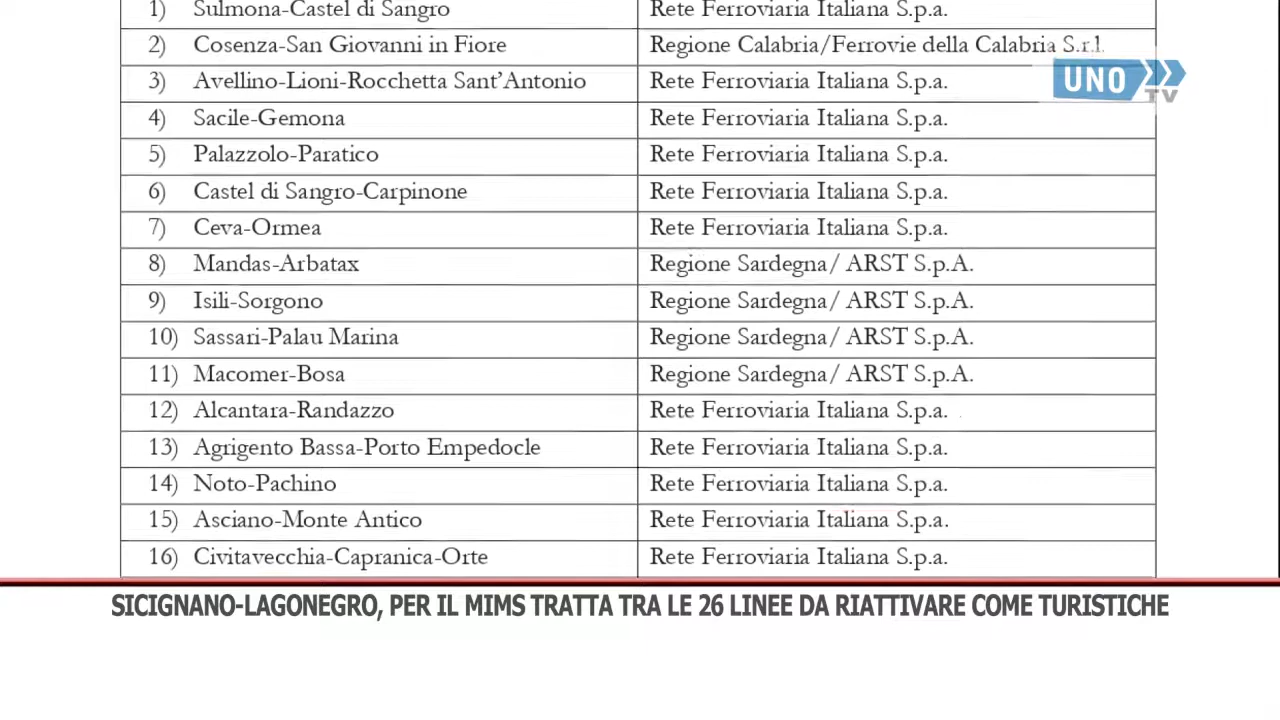 1) Sulmona-Castel di Sangro Rete Ferroviaria Italiana S.p.a.
2) Cosenza-San Giovanni in Fiore Regione Calabria/Ferrovie della Calabria S.r.l.
3) Avellino-Lioni-Rocchetta Sant'Antonio Rete Ferroviaria Italiana S.p.a.
UNO TV
4) Sacile-Gemona Rete Ferroviaria Italiana S.p.a.
5) Palazzolo-Paratico Rete Ferroviaria Italiana S.p.a.
6) Castel di Sangro-Carpinone Rete Ferroviaria Italiana S.p.a.
7) Ceva-Ormea Rete Ferroviaria Italiana S.p.a.
8) Mandas-Arbatax Regione Sardegna/ ARST S.p.A.
9) Isili-Sorgono Regione Sardegna/ ARST S.p.A.
10) Sassari-Palau Marina Regione Sardegna/ ARST S.p.A.
11) Macomer-Bosa Regione Sardegna/ ARST S.p.A.
12) Alcantara-Randazzo Rete Ferroviaria Italiana S.p.a.
13) Agrigento Bassa-Porto Empedocle Rete Ferroviaria Italiana S.p.a.
14) Noto-Pachino Rete Ferroviaria Italiana S.p.a.
15) Asciano-Monte Antico Rete Ferroviaria Italiana S.p.a.
16) Civitavecchia-Capranica-Orte Rete Ferroviaria Italiana S.p.a.
SICIGNANO-LAGONEGRO, PER IL MIMS TRATTA TRA LE 26 LINEE DA RIATTIVARE COME TURISTICHE